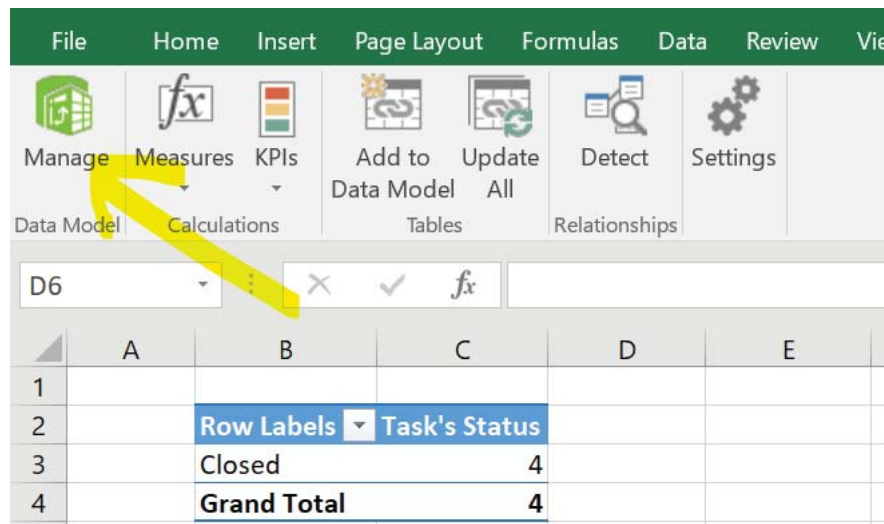 File Home Insert Page Layout Formulas Data Review Vie
Manage Measures KPIs Add to Data Model Update All Detect Settings
Data Model Calculations Tables Relationships
D6 fx
A B C D E
1
2 Row Labels Task's Status
3 Closed 4
4 Grand Total 4